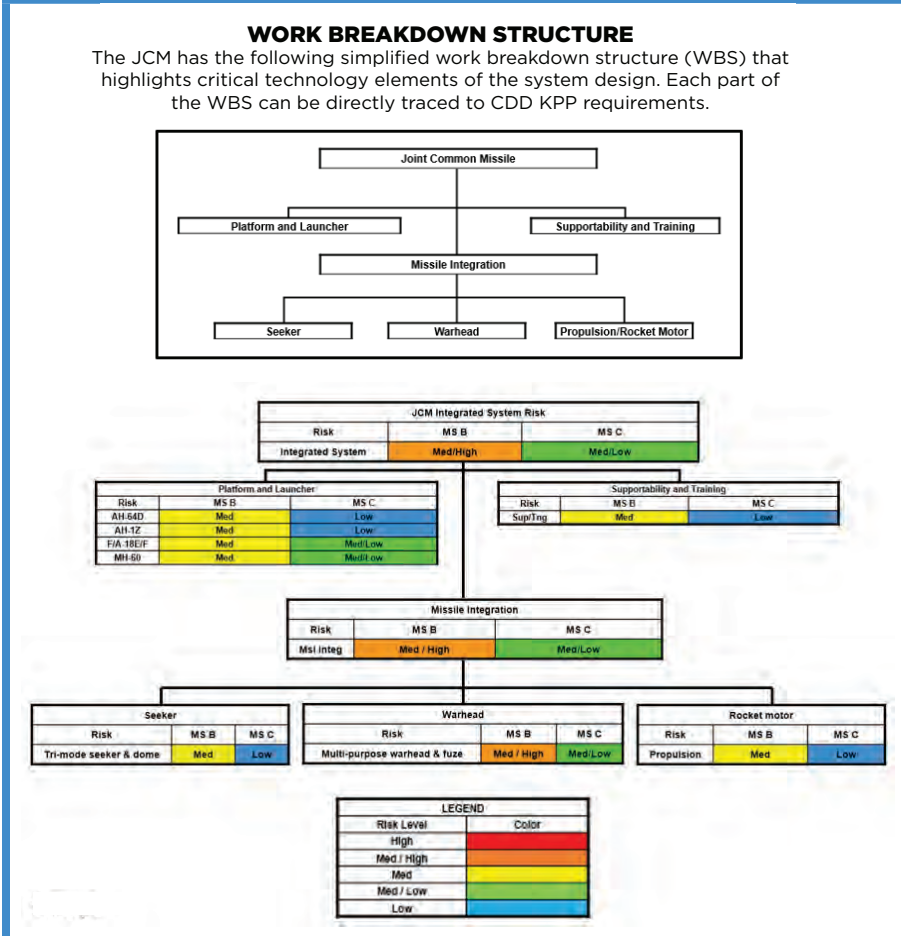 WORK BREAKDOWN STRUCTURE
The JCM has the following simplified work breakdown structure (WBS) that
highlights critical technology elements of the system design. Each part of
the WBS can be directly traced to CDD KPP requirements.
Joint Common Missile
Platform and Launcher
Supportability and Training
Missile Integration
Seeker
Warhead
Propulsion/Rocket Motor
JCM Integrated System Risk
Risk MS B MS C
Integrated System Med/High Med/Low
Platform and Launcher
Risk MS B MS C
AH-64D Med Low
AH-1Z Med Low
F/A-18E/F Med Med/Low
MH-60 Med Med/Low
Supportability and Training
Risk MS B MS C
Sup/Tng Med Low
Missile Integration
Risk MS B MS C
Msl Integ Med / High Med/Low
Seeker
Risk MS B MS C
Tri-mode seeker & dome Med Low
Warhead
Risk MS B MS C
Multi-purpose warhead & fuze Med / High Med/Low
Rocket motor
Risk MS B MS C
Propulsion Med Low
LEGEND
Risk Level Color
High
Med / High
Med
Med / Low
Low